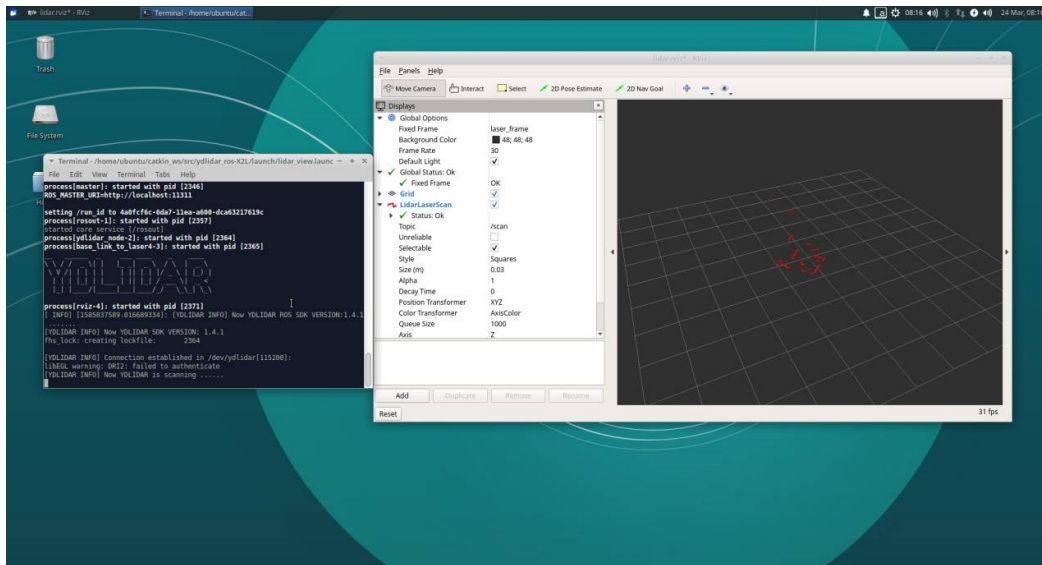 lidar.rviz* - RViz
Terminal - /home/ubuntu/cat...
a
08:16
24 Mar, 08:16
Trash
File System
Terminal - /home/ubuntu/catkin_ws/src/ydlidar_ros-X2L/launch/lidar_view.launc
File Edit View Terminal Tabs Help
process[master]: started with pid [2346]
ROS_MASTER_URI=http://localhost:11311
setting /run_id to 4a0fcf6c-6da7-11ea-a600-dca63217619c
process[rosout-1]: started with pid [2357]
started core service [/rosout]
process[ydlidar_node-2]: started with pid [2364]
process[base_link_to_laser4-3]: started with pid [2365]
YDLIDAR
process[rviz-4]: started with pid [2371]
[ INFO] [1585037589.016689334]: [YDLIDAR INFO] Now YDLIDAR ROS SDK VERSION:1.4.1
.......
[YDLIDAR INFO] Now YDLIDAR SDK VERSION: 1.4.1
fhs_lock: creating lockfile: 2364
[YDLIDAR INFO] Connection established in /dev/ydlidar[115200]:
libEGL warning: DRI2: failed to authenticate
[YDLIDAR INFO] Now YDLIDAR is scanning ......
lidar.rviz* - RViz
File Panels Help
Move Camera Interact Select 2D Pose Estimate 2D Nav Goal
Displays
Global Options
Fixed Frame laser_frame
Background Color 48; 48; 48
Frame Rate 30
Default Light
Global Status: Ok
Fixed Frame OK
Grid
LidarLaserScan
Status: Ok
Topic /scan
Unreliable
Selectable
Style Squares
Size (m) 0.03
Alpha 1
Decay Time 0
Position Transformer XYZ
Color Transformer AxisColor
Queue Size 1000
Axis Z
Add Duplicate Remove Rename
Reset
31 fps